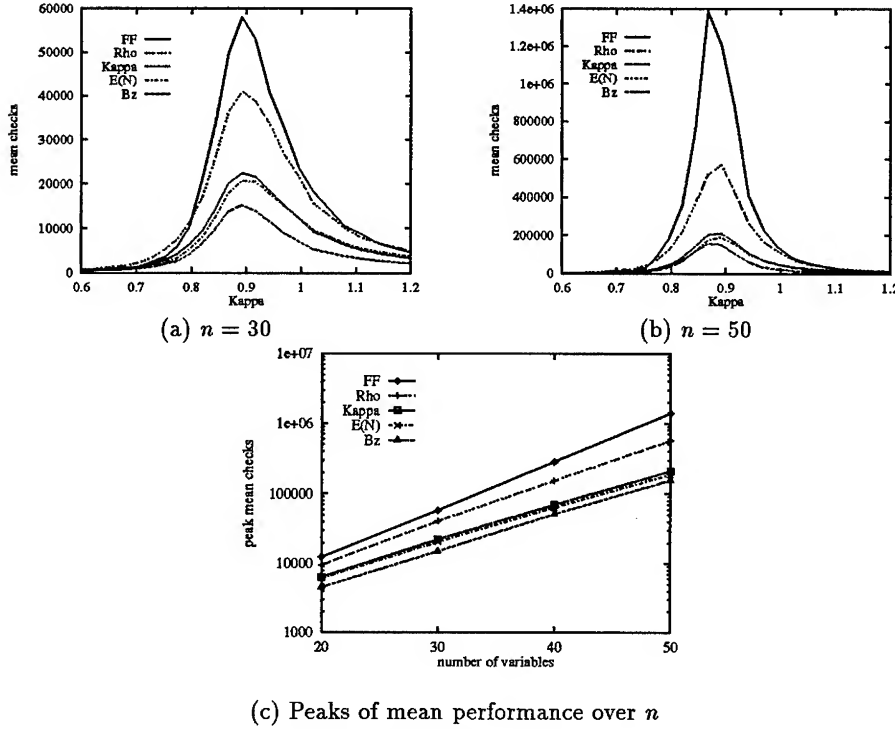 60000
50000
40000
30000
20000
10000
0
mean checks
FF
Rho
Kappa
E(N)
Bz
0.6 0.7 0.8 0.9 1 1.1 1.2
Kappa
(a) n = 30
1.4e+06
1.2e+06
1e+06
800000
600000
400000
200000
0
mean checks
FF
Rho
Kappa
E(N)
Bz
0.6 0.7 0.8 0.9 1 1.1 1.2
Kappa
(b) n = 50
1e+07
1e+06
100000
10000
1000
peak mean checks
FF
Rho
Kappa
E(N)
Bz
20 30 40 50
number of variables
(c) Peaks of mean performance over n